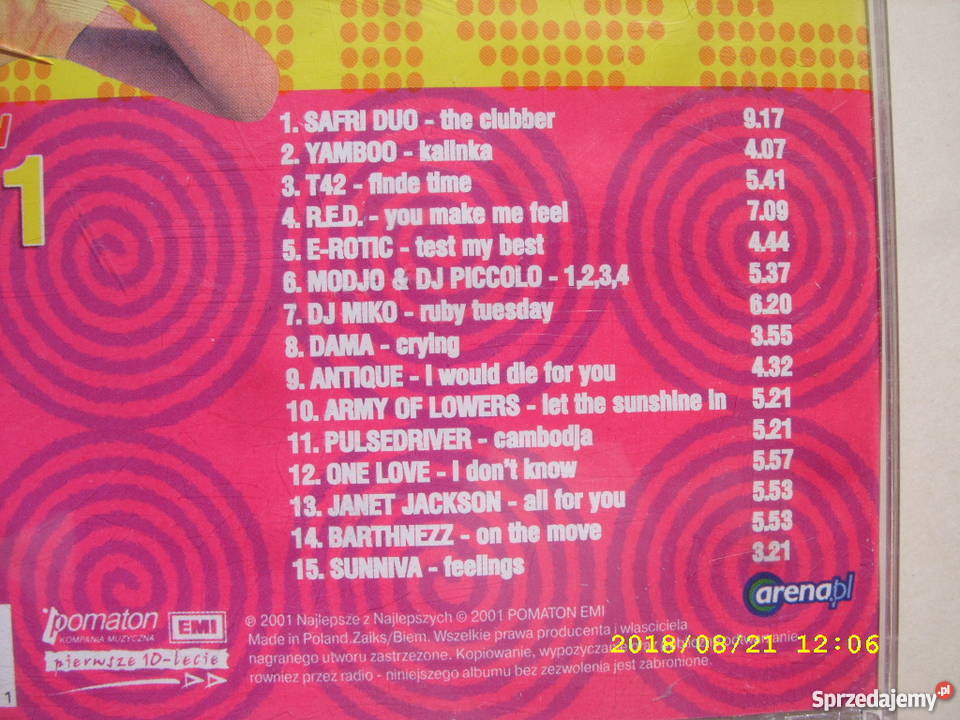 1
1. SAFRI DUO - the clubber 9.17
2. YAMBOO - kalinka 4.07
3. T42 - finde time 5.41
4. R.E.D. - you make me feel 7.09
5. E-ROTIC - test my best 4.44
6. MODJO & DJ PICCOLO - 1,2,3,4 5.37
7. DJ MIKO - ruby tuesday 6.20
8. DAMA - crying 3.55
9. ANTIQUE - I would die for you 4.32
10. ARMY OF LOWERS - let the sunshine in 5.21
11. PULSEDRIVER - cambodja 5.21
12. ONE LOVE - I don't know 5.57
13. JANET JACKSON - all for you 5.53
14. BARTHNEZZ - on the move 5.53
15. SUNNIVA - feelings 3.21
arena.pl
pomaton EMI
KOMPANIA MUZYCZNA
pierwsze 10-lecie
℗ 2001 Najlepsze z Najlepszych © 2001 POMATON EMI
Made in Poland.Zaiks/Biem. Wszelkie prawa producenta i wlasciciela
nagranego utworu zastrzezone. Kopiowanie, wypozyczanie
rowniez przez radio - niniejszego albumu bez zezwolenia jest zabronione.
2018/08/21 12:06
1
Sprzedajemy.pl